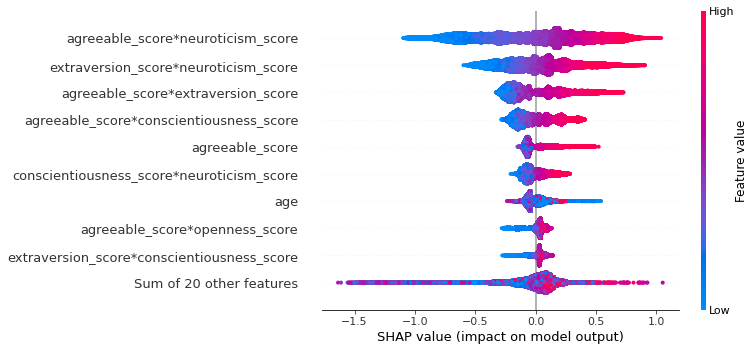 High
agreeable_score*neuroticism_score
extraversion_score*neuroticism_score
agreeable_score*extraversion_score
agreeable_score*conscientiousness_score
agreeable_score
conscientiousness_score*neuroticism_score
age
agreeable_score*openness_score
extraversion_score*conscientiousness_score
Sum of 20 other features
Feature value
Low
−1.5 −1.0 −0.5 0.0 0.5 1.0
SHAP value (impact on model output)